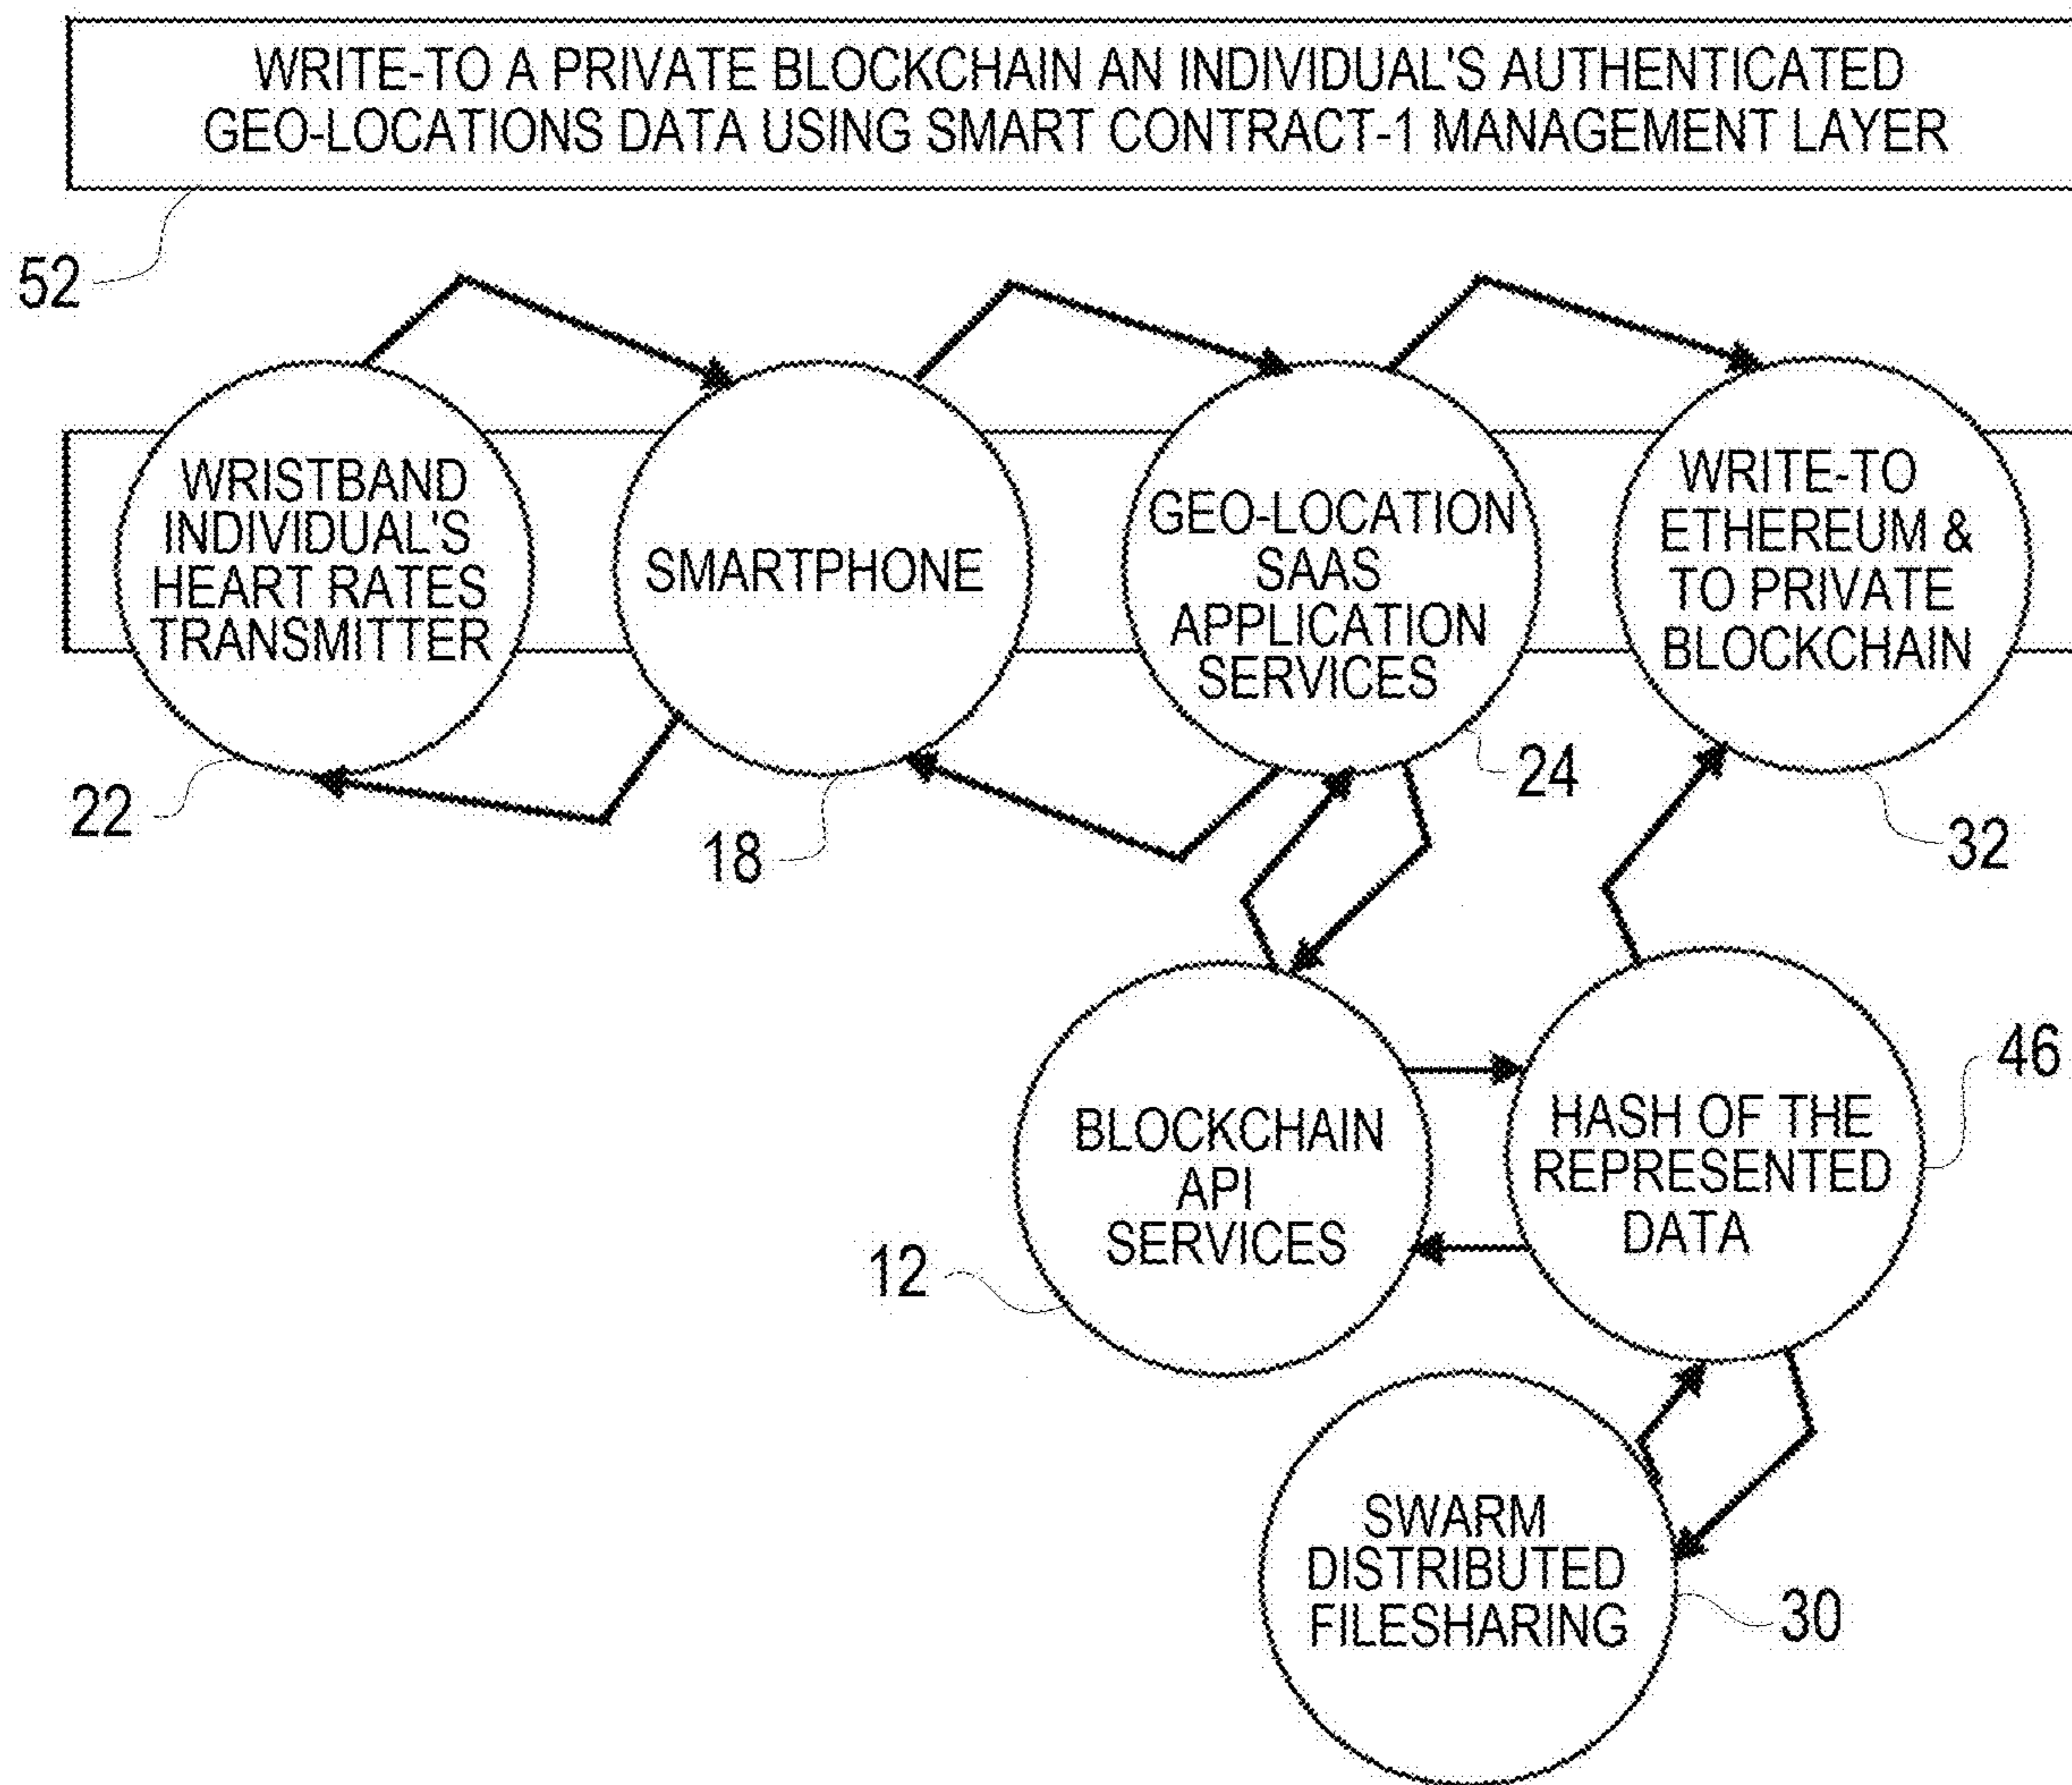 WRITE-TO A PRIVATE BLOCKCHAIN AN INDIVIDUAL'S AUTHENTICATED
GEO-LOCATIONS DATA USING SMART CONTRACT-1 MANAGEMENT LAYER
52
WRISTBAND
INDIVIDUAL'S
HEART RATES
TRANSMITTER
22
SMARTPHONE
18
GEO-LOCATION
SAAS
APPLICATION
SERVICES
24
WRITE-TO
ETHEREUM &
TO PRIVATE
BLOCKCHAIN
32
BLOCKCHAIN
API
SERVICES
12
HASH OF THE
REPRESENTED
DATA
46
SWARM
DISTRIBUTED
FILESHARING
30